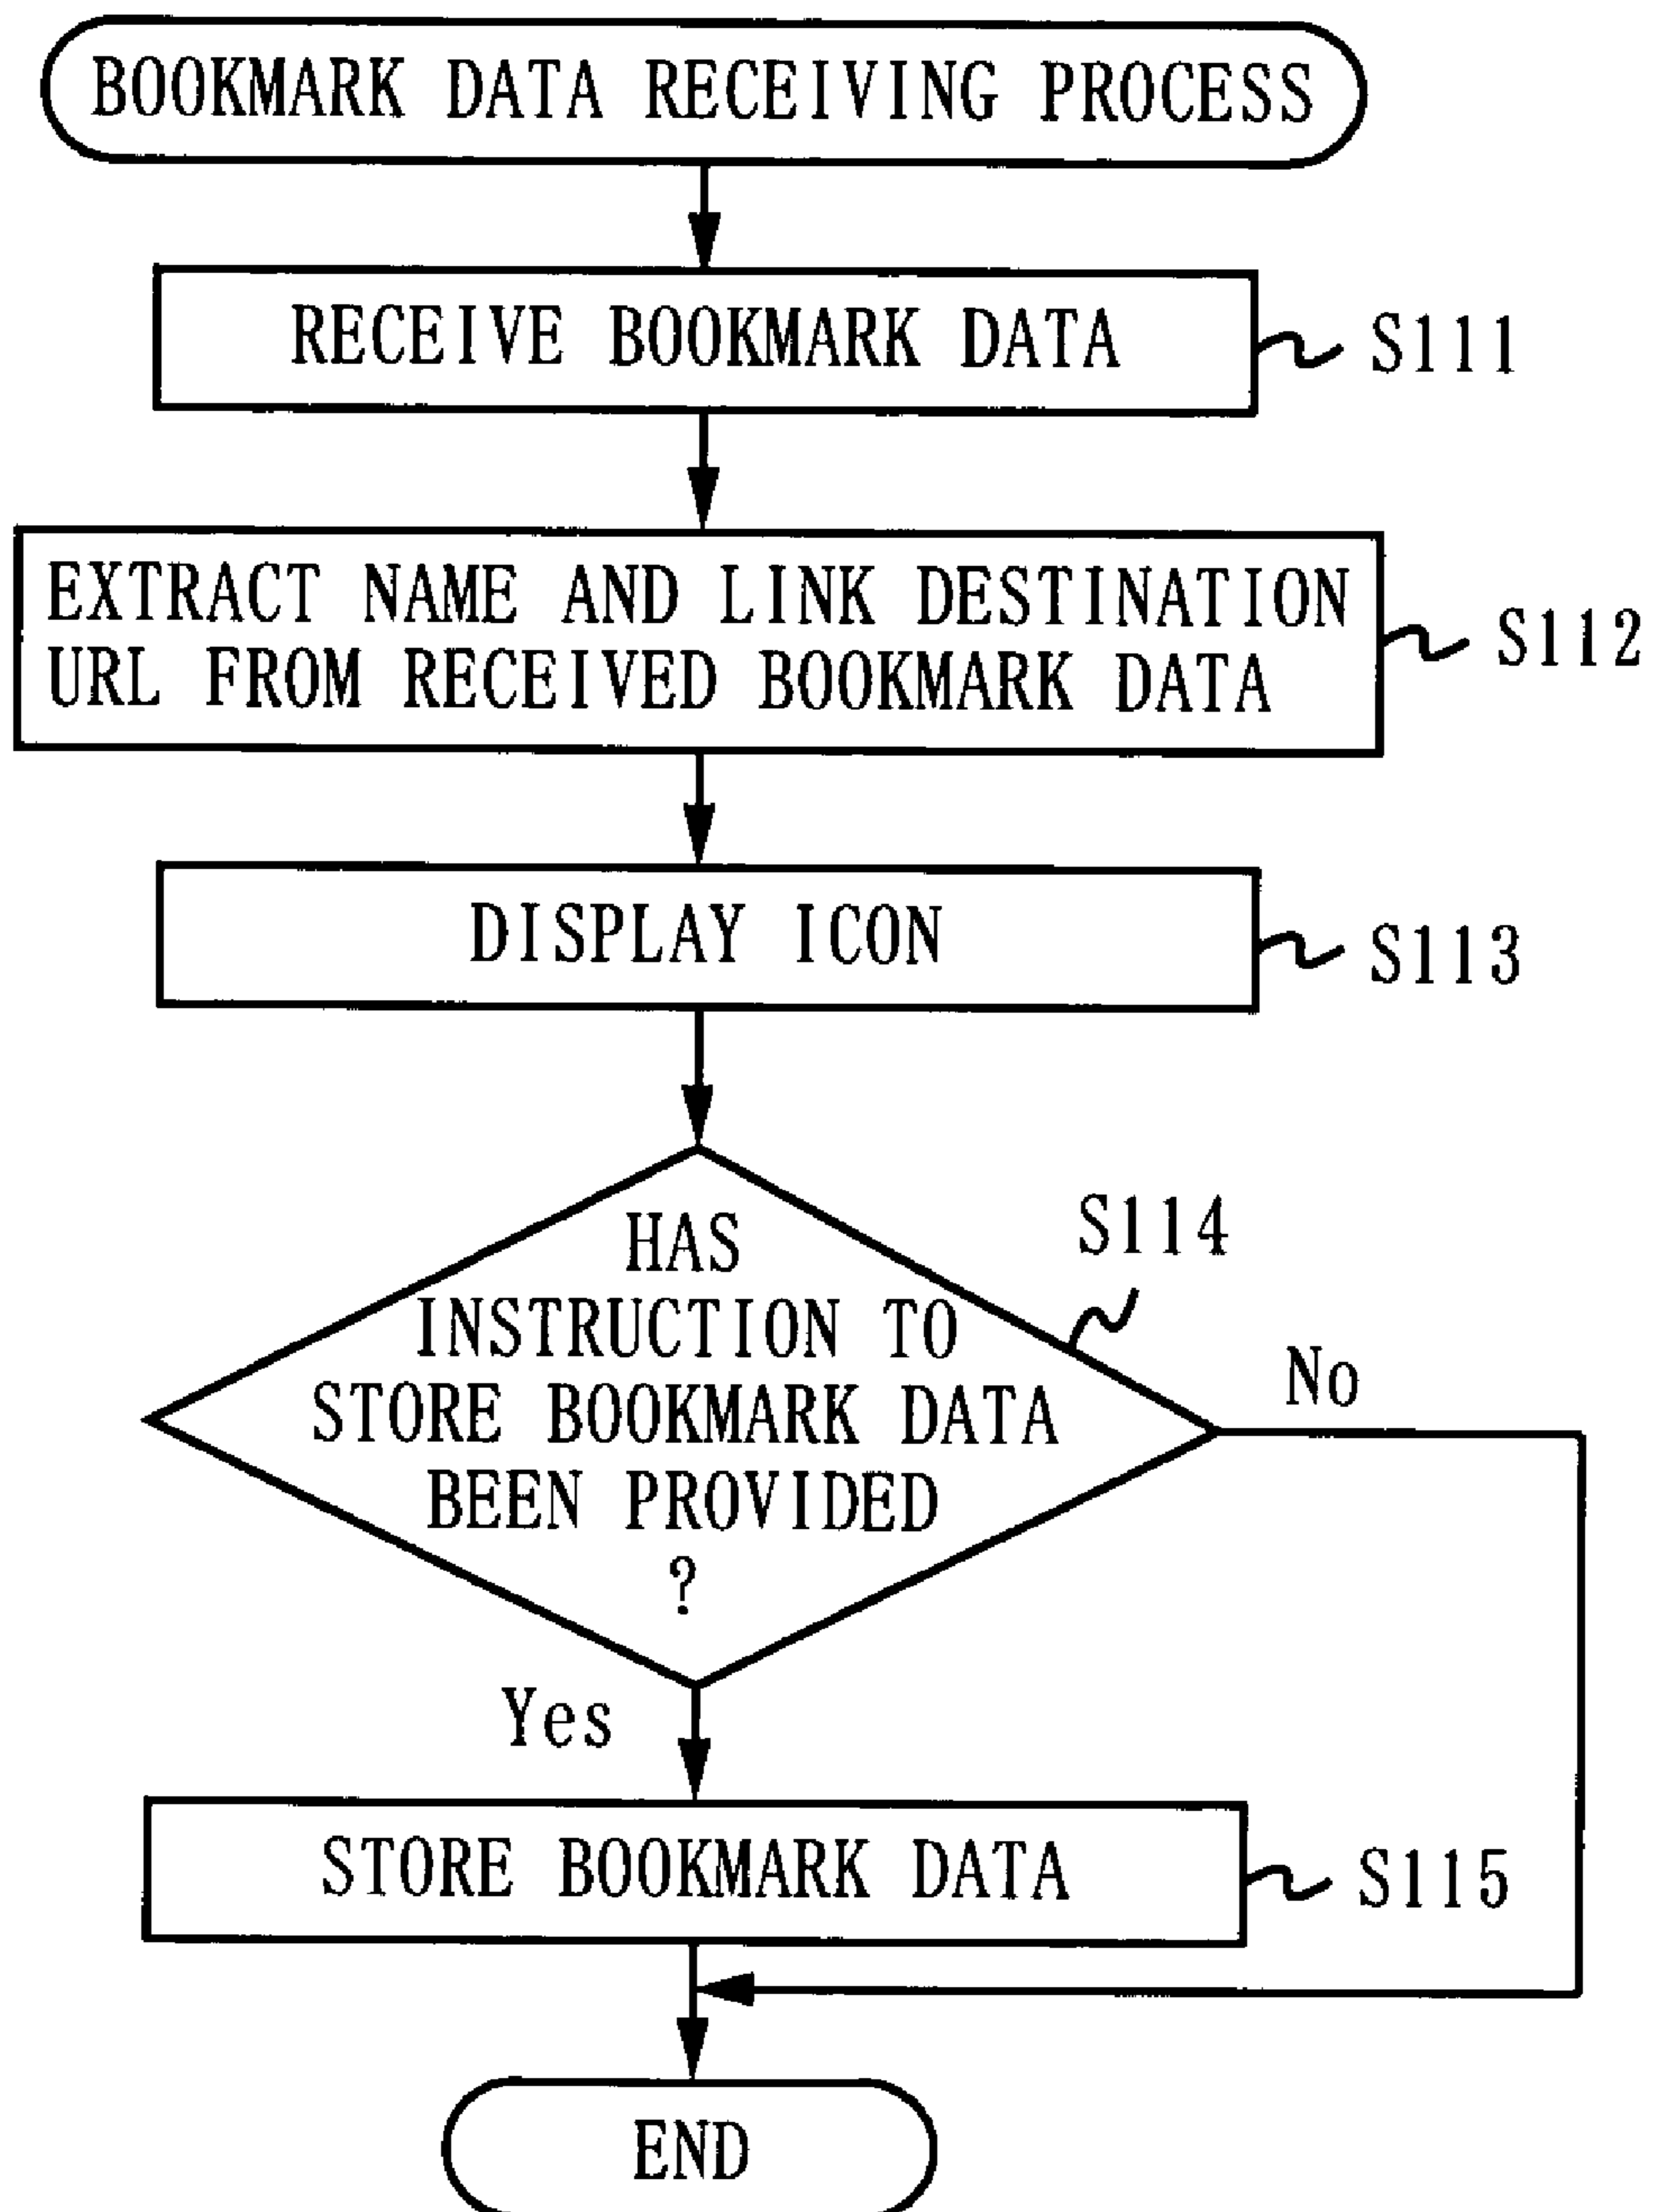 BOOKMARK DATA RECEIVING PROCESS
RECEIVE BOOKMARK DATA
S111
EXTRACT NAME AND LINK DESTINATION
URL FROM RECEIVED BOOKMARK DATA
S112
DISPLAY ICON
S113
S114
HAS
INSTRUCTION TO
STORE BOOKMARK DATA
BEEN PROVIDED
?
No
Yes
STORE BOOKMARK DATA
S115
END